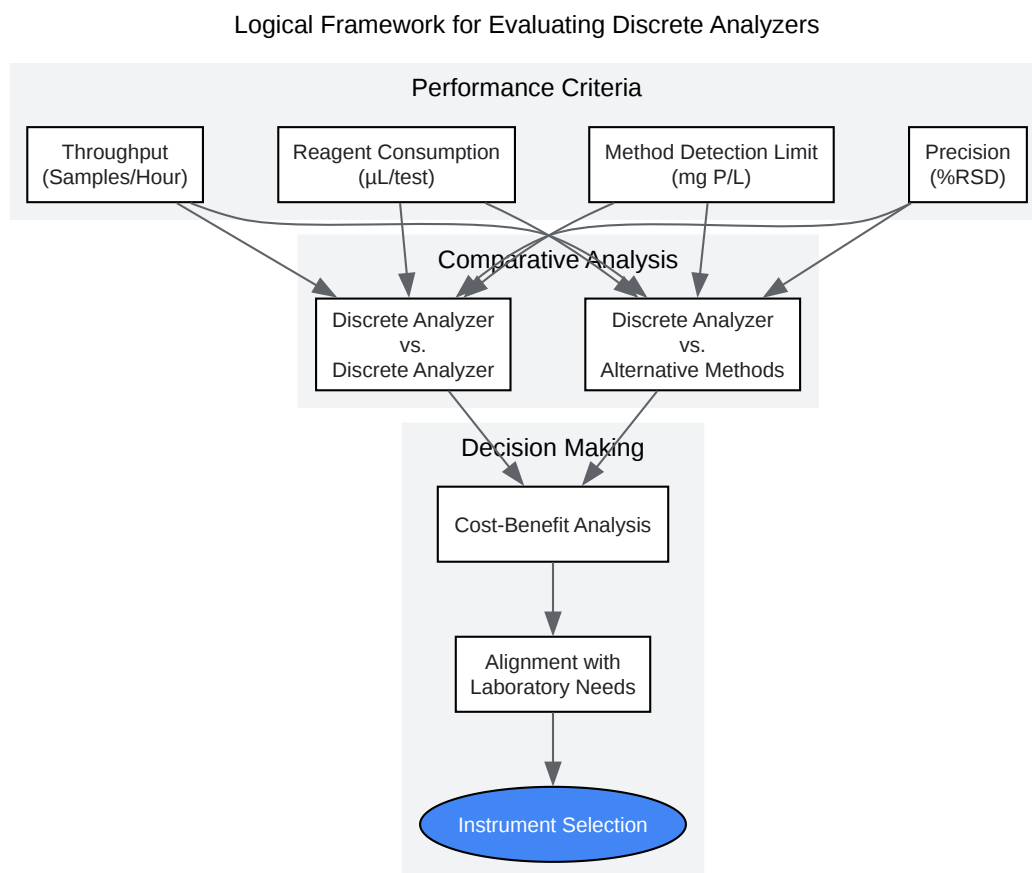 Logical Framework for Evaluating Discrete Analyzers
Performance Criteria
Throughput
(Samples/Hour)
Reagent Consumption
(µL/test)
Method Detection Limit
(mg P/L)
Precision
(%RSD)
Comparative Analysis
Discrete Analyzer
vs.
Discrete Analyzer
Discrete Analyzer
vs.
Alternative Methods
Decision Making
Cost-Benefit Analysis
Alignment with
Laboratory Needs
Instrument Selection